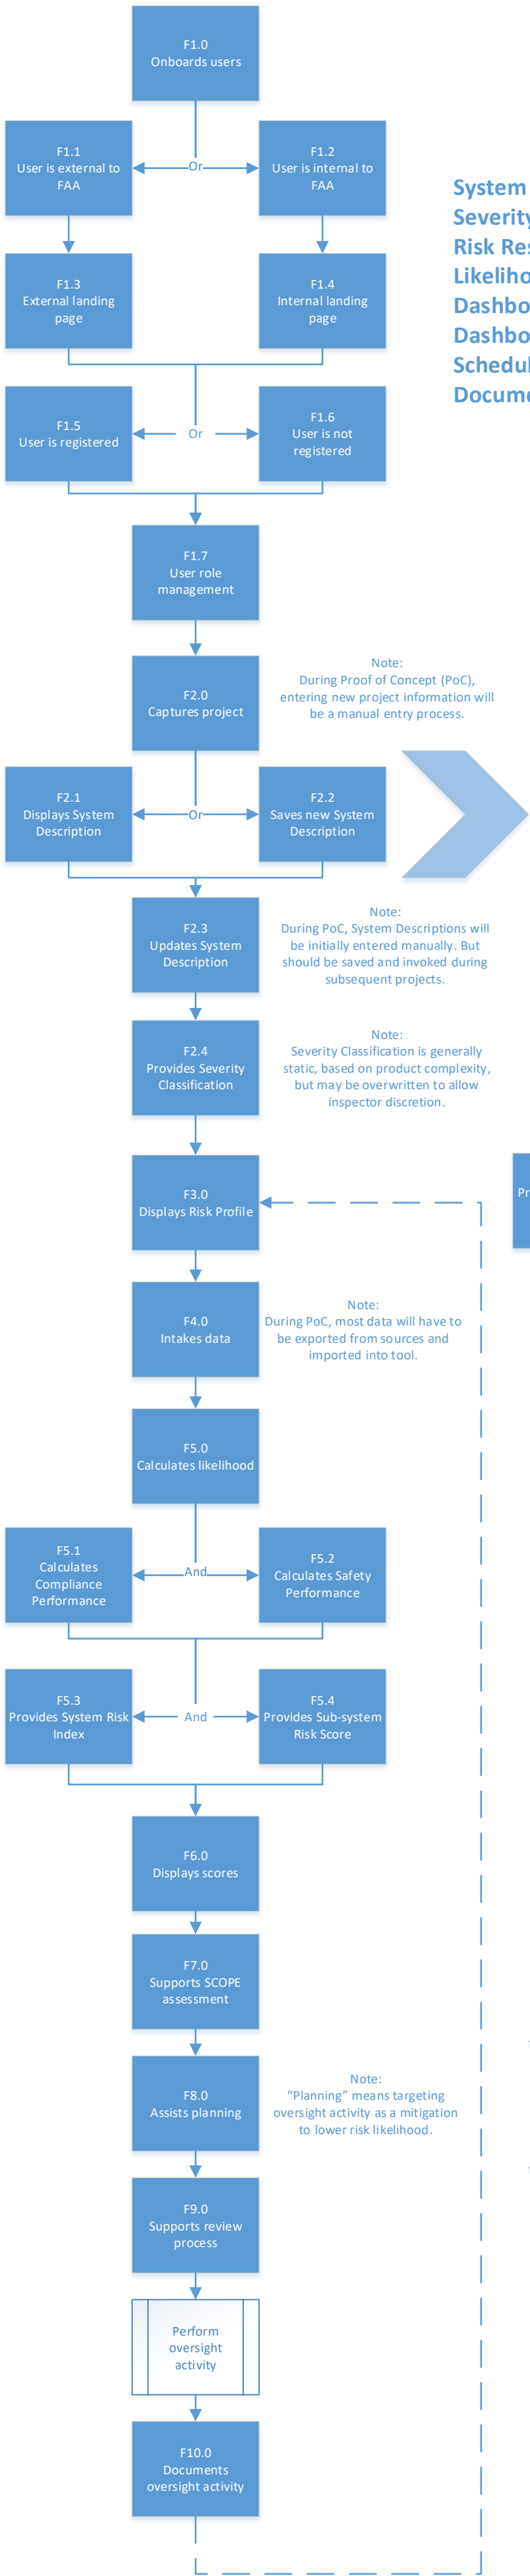 F1.0
Onboards users
F1.1
User is external to
FAA
Or
F1.2
User is internal to
FAA
System
Severity
Risk Res
Likeliho
Dashbo
Dashbo
Schedul
Docume
F1.3
External landing
page
F1.4
Internal landing
page
F1.5
User is registered
Or
F1.6
User is not
registered
F1.7
User role
management
F2.0
Captures project
Note:
During Proof of Concept (PoC),
entering new project information will
be a manual entry process.
F2.1
Displays System
Description
Or
F2.2
Saves new System
Description
F2.3
Updates System
Description
Note:
During PoC, System Descriptions will
be initially entered manually. But
should be saved and invoked during
subsequent projects.
F2.4
Provides Severity
Classification
Note:
Severity Classification is generally
static, based on product complexity,
but may be overwritten to allow
inspector discretion.
F3.0
Displays Risk Profile
Pr
F4.0
Intakes data
Note:
During PoC, most data will have to
be exported from sources and
imported into tool.
F5.0
Calculates likelihood
F5.1
Calculates
Compliance
Performance
And
F5.2
Calculates Safety
Performance
F5.3
Provides System Risk
Index
And
F5.4
Provides Sub-system
Risk Score
F6.0
Displays scores
F7.0
Supports SCOPE
assessment
F8.0
Assists planning
Note:
“Planning” means targeting
oversight activity as a mitigation
to lower risk likelihood.
F9.0
Supports review
process
Perform
oversight
activity
F10.0
Documents
oversight activity